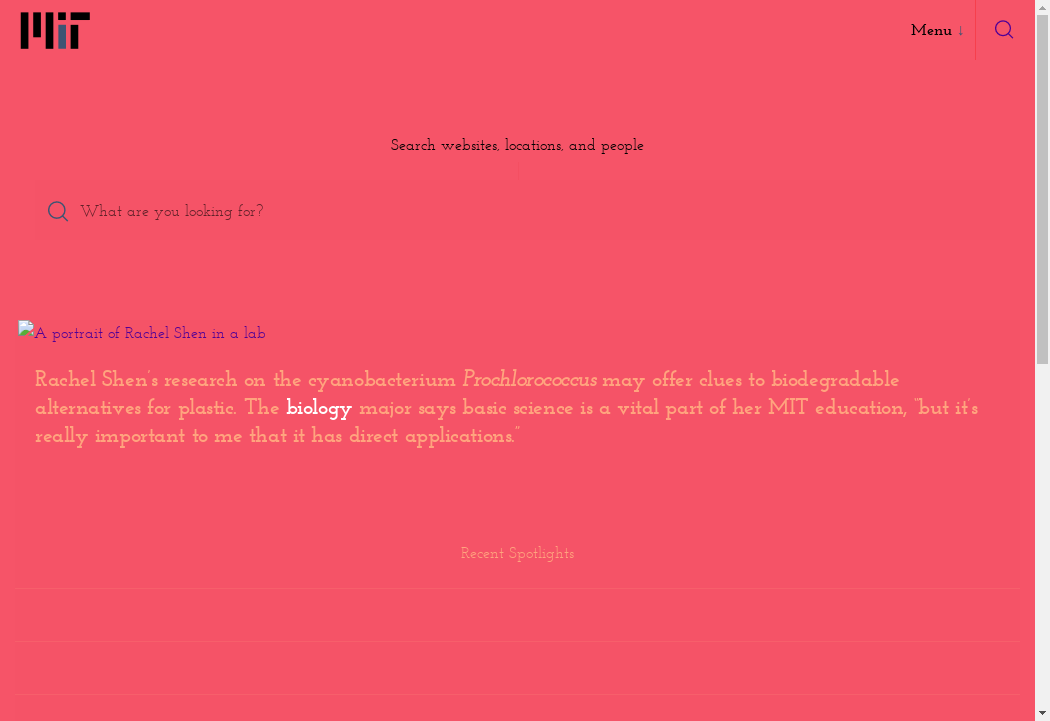 MIT
Menu ↓
Search websites, locations, and people
What are you looking for?
A portrait of Rachel Shen in a lab
Rachel Shen's research on the cyanobacterium Prochlorococcus may offer clues to biodegradable
alternatives for plastic. The biology major says basic science is a vital part of her MIT education, "but it's
really important to me that it has direct applications."
Recent Spotlights